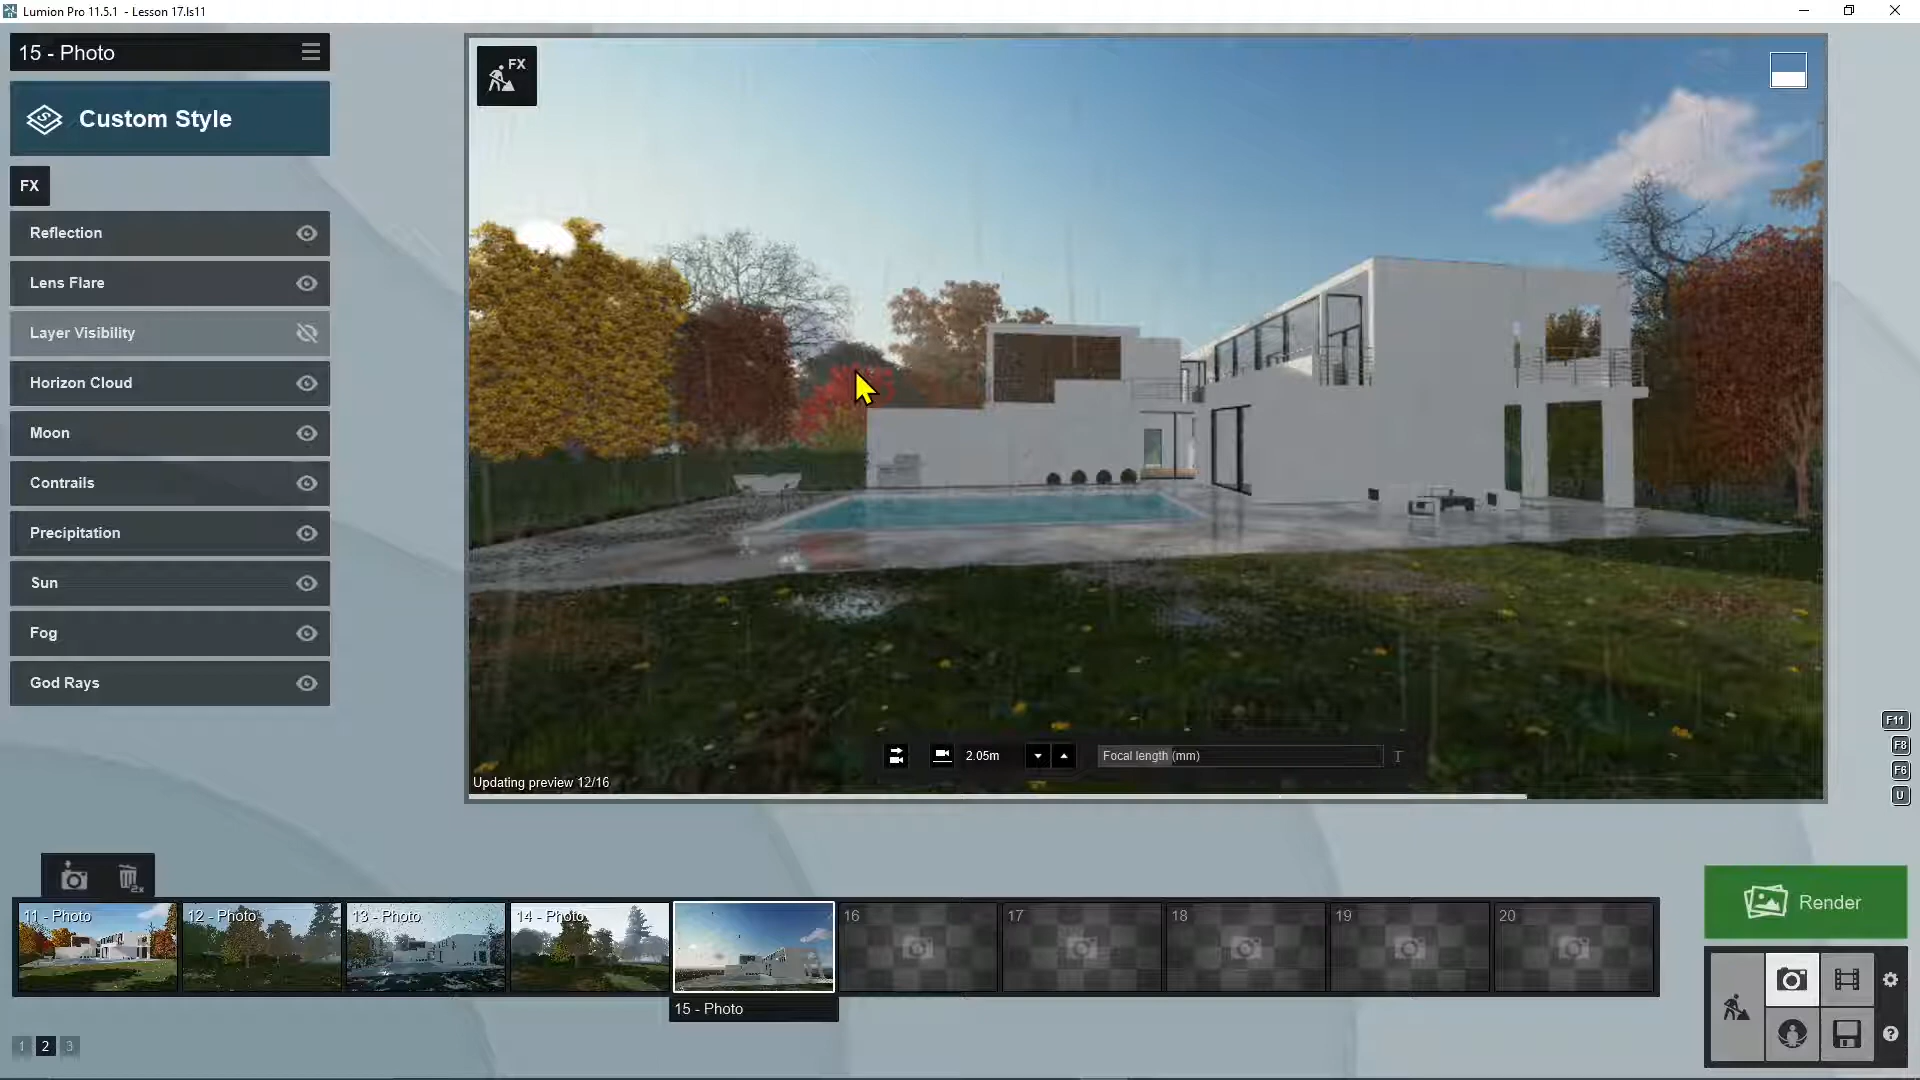 Lumion Pro 11.5.1 - Lesson 17.ls11
15 - Photo
FX
Custom Style
FX
Reflection
Lens Flare
Layer Visibility
Horizon Cloud
Moon
Contrails
Precipitation
Sun
Fog
God Rays
2.05m
Focal length (mm)
Updating preview 12/16
F11
F8
F6
U
2x
Render
11 - Photo
12 - Photo
13 - Photo
14 - Photo
16
17
18
19
20
15 - Photo
1
2
3